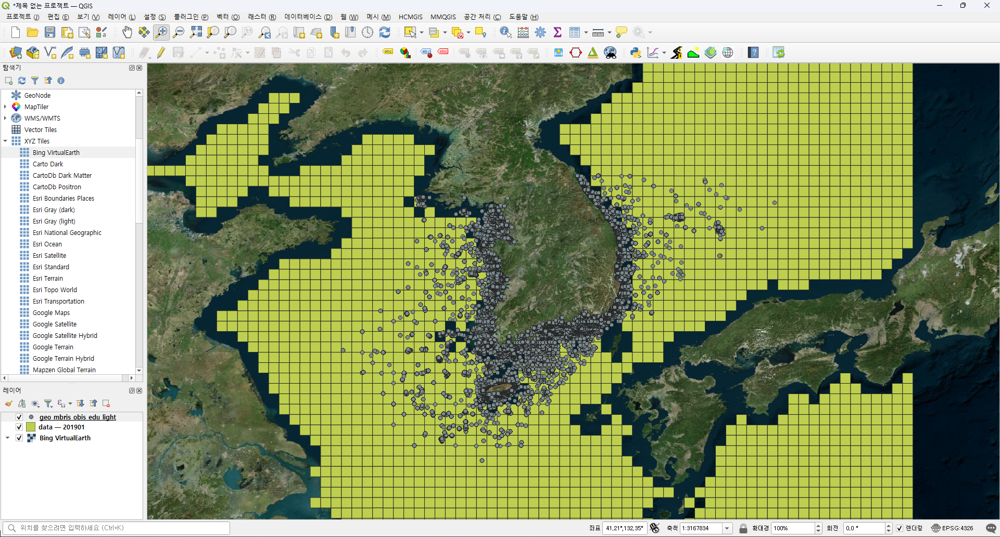 *제목 없는 프로젝트 — QGIS
프로젝트 (J) 편집 (E) 보기 (V) 레이어 (L) 설정 (S) 플러그인 (P) 벡터 (O) 래스터 (R) 데이터베이스 (D) 웹 (W) 메시 (M) HCMGIS MMQGIS 공간 처리 (C) 도움말 (H)
탐색기
GeoNode
MapTiler
WMS/WMTS
Vector Tiles
XYZ Tiles
Bing VirtualEarth
Carto Dark
CartoDb Dark Matter
CartoDb Positron
Esri Boundaries Places
Esri Gray (dark)
Esri Gray (light)
Esri National Geographic
Esri Ocean
Esri Satellite
Esri Standard
Esri Terrain
Esri Topo World
Esri Transportation
Google Maps
Google Satellite
Google Satellite Hybrid
Google Terrain
Google Terrain Hybrid
Mapzen Global Terrain
레이어
geo_mbris_obis_edu_light
data — 201901
Bing VirtualEarth
위치를 찾으려면 입력하세요 (Ctrl+K)
좌표 41,21°,132,35° 축척 1:3167834 확대경 100% 회전 0,0 ° 렌더링 EPSG:4326